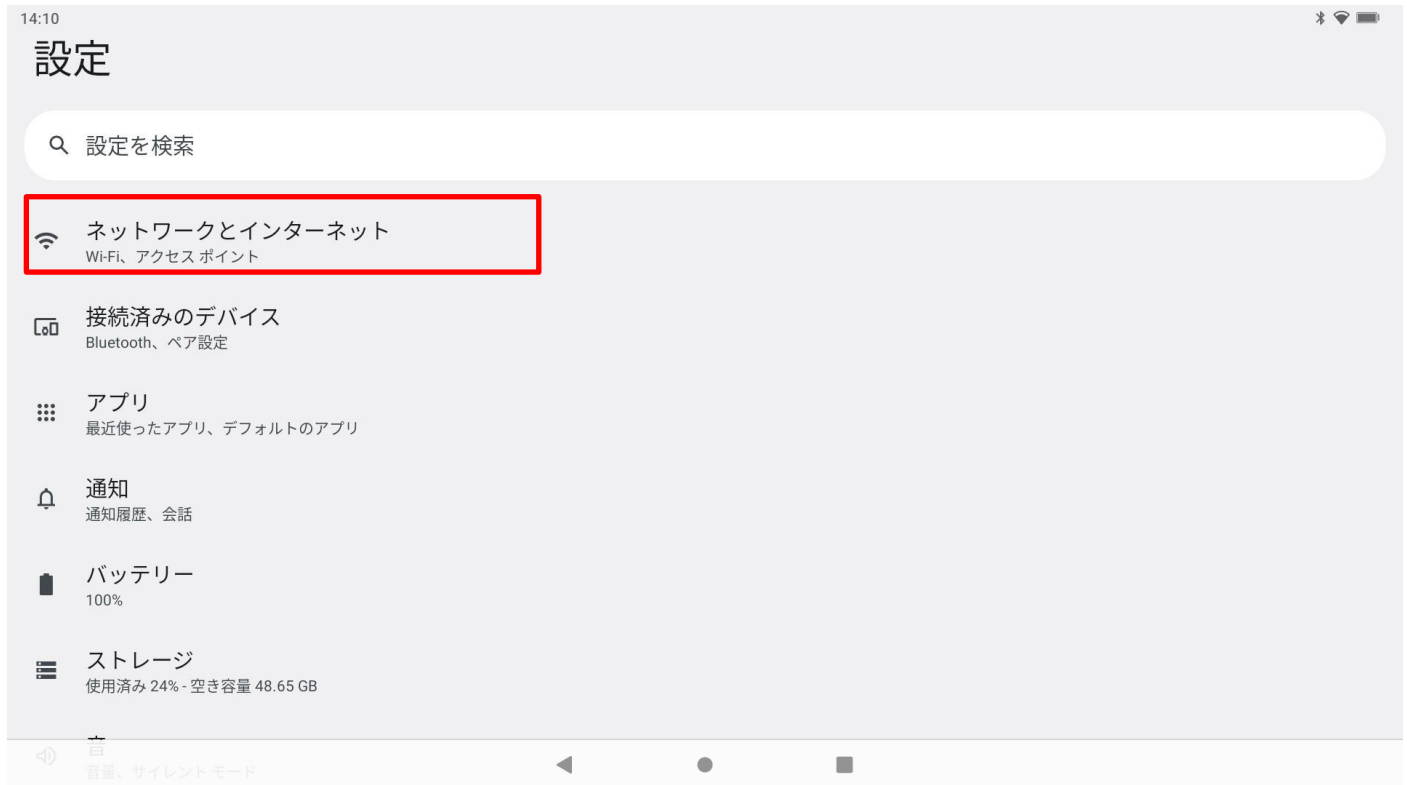 14:10
設定
設定を検索
ネットワークとインターネット
Wi-Fi、アクセス ポイント
接続済みのデバイス
Bluetooth、ペア設定
アプリ
最近使ったアプリ、デフォルトのアプリ
通知
通知履歴、会話
バッテリー
100%
ストレージ
使用済み 24% - 空き容量 48.65 GB
音
音量、サイレント モード